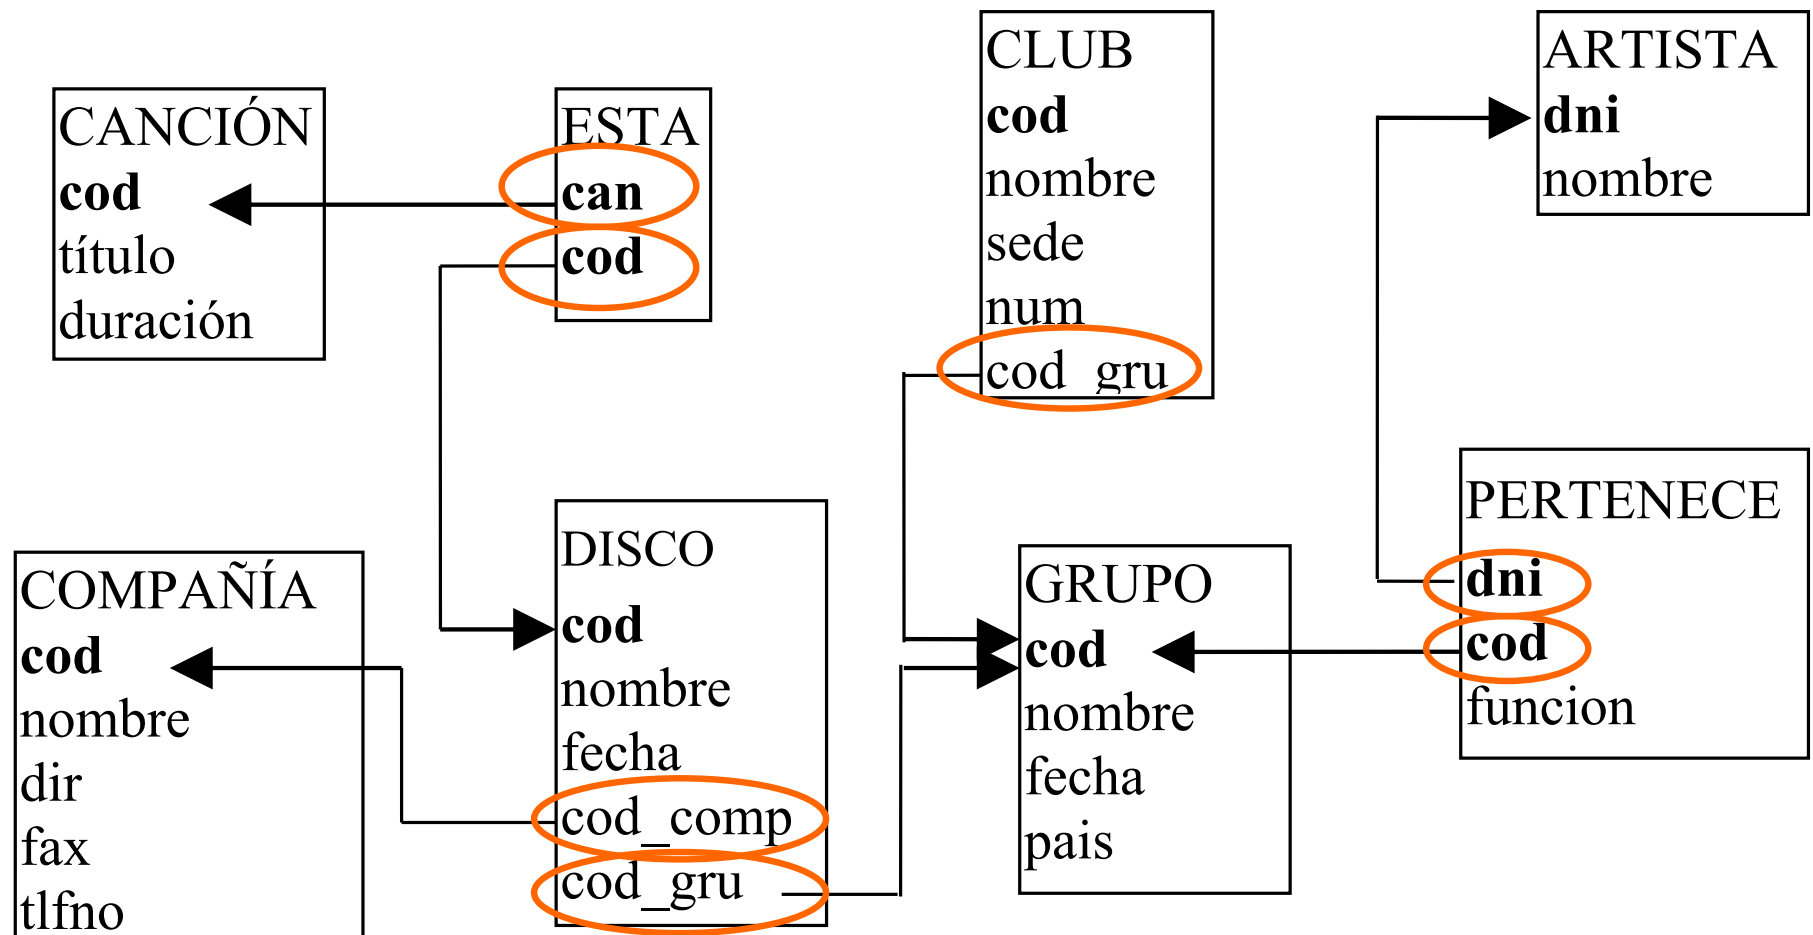 CANCIÓN
cod
título
duración
ESTA
can
cod
CLUB
cod
nombre
sede
num
cod_gru
ARTISTA
dni
nombre
COMPAÑÍA
cod
nombre
dir
fax
tlfno
DISCO
cod
nombre
fecha
cod_comp
cod_gru
GRUPO
cod
nombre
fecha
pais
PERTENECE
dni
cod
funcion